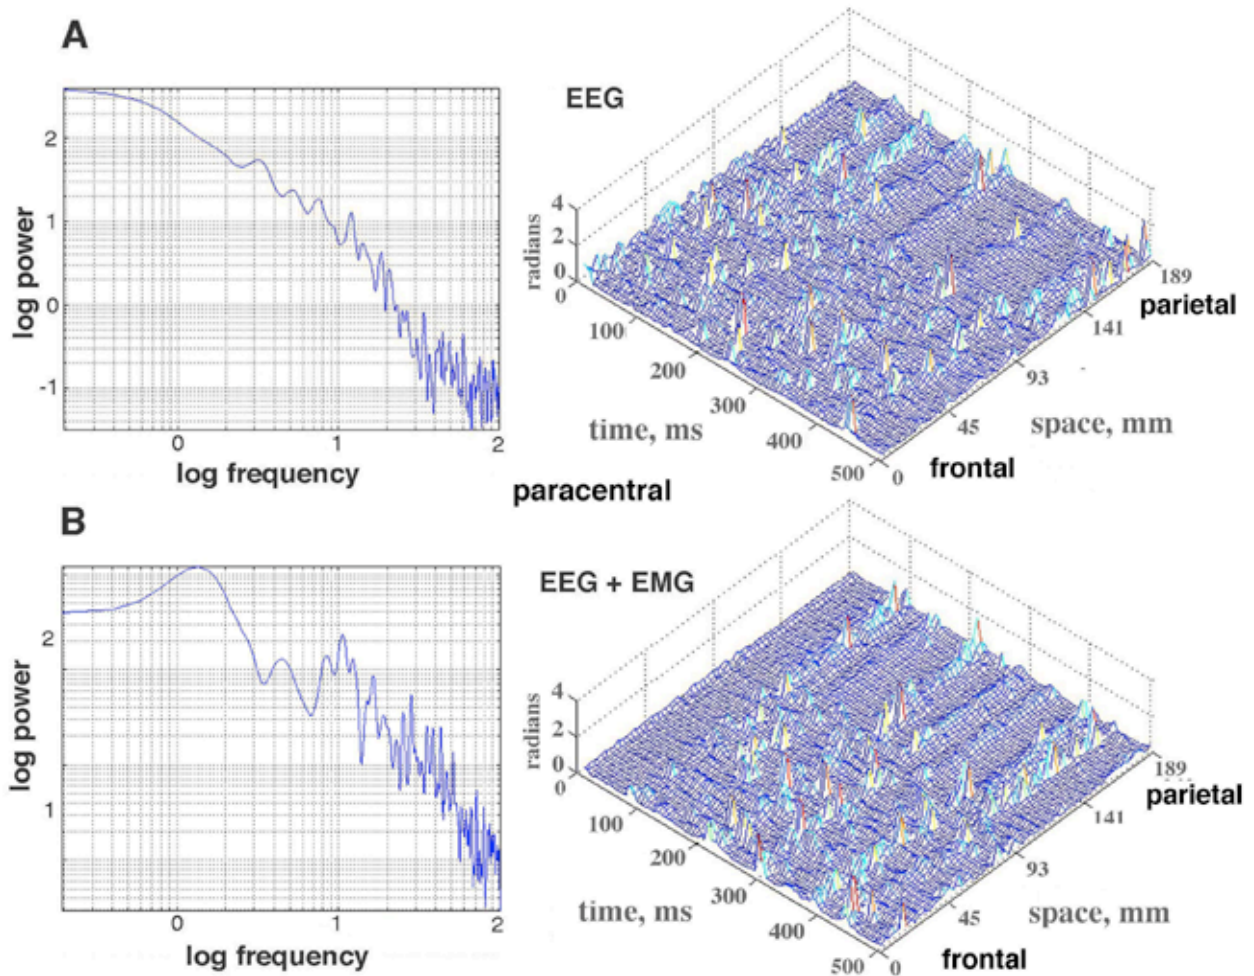 A
EEG
2
1
0
-1
log power
0
1
2
log frequency
4
2
0
radians
0
100
200
300
400
500
time, ms
0
45
93
141
189
space, mm
frontal
parietal
paracentral
B
EEG + EMG
2
1
log power
0
1
2
log frequency
4
2
0
radians
0
100
200
300
400
500
time, ms
0
45
93
141
189
space, mm
frontal
parietal